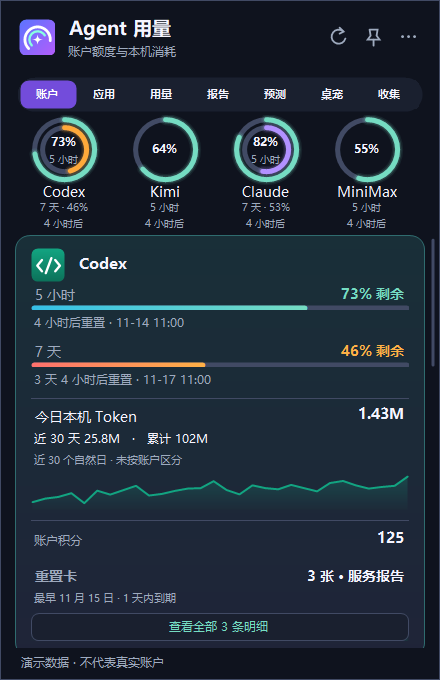 Agent 用量
账户额度与本机消耗
账户 应用 用量 报告 预测 桌宠 收集
73% 64% 82% 55%
5 小时 5 小时
Codex Kimi Claude MiniMax
7 天 · 46% 5 小时 7 天 · 53% 5 小时
4 小时后 4 小时后 4 小时后 4 小时后
Codex
5 小时 73% 剩余
4 小时后重置 · 11-14 11:00
7 天 46% 剩余
3 天 4 小时后重置 · 11-17 11:00
今日本机 Token 1.43M
近 30 天 25.8M · 累计 102M
近 30 个自然日 · 未按账户区分
账户积分 125
重置卡 3 张 • 服务报告
最早 11 月 15 日 · 1 天内到期
查看全部 3 条明细
演示数据 · 不代表真实账户